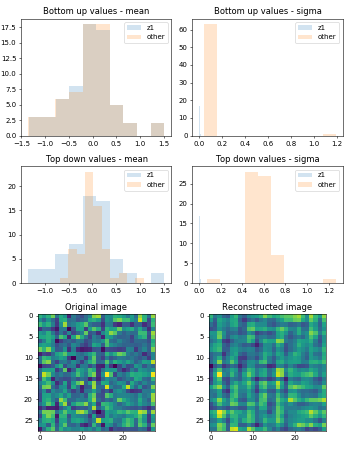 Bottom up values - mean
Bottom up values - sigma
17.5
15.0
12.5
10.0
7.5
5.0
2.5
0.0
z1
other
−1.5 −1.0 −0.5 0.0 0.5 1.0 1.5
60
50
40
30
20
10
0
z1
other
0.0 0.2 0.4 0.6 0.8 1.0 1.2
Top down values - mean
Top down values - sigma
20
15
10
5
0
z1
other
−1.0 −0.5 0.0 0.5 1.0 1.5
25
20
15
10
5
0
z1
other
0.0 0.2 0.4 0.6 0.8 1.0 1.2
Original image
Reconstructed image
0
5
10
15
20
25
0 10 20
0
5
10
15
20
25
0 10 20